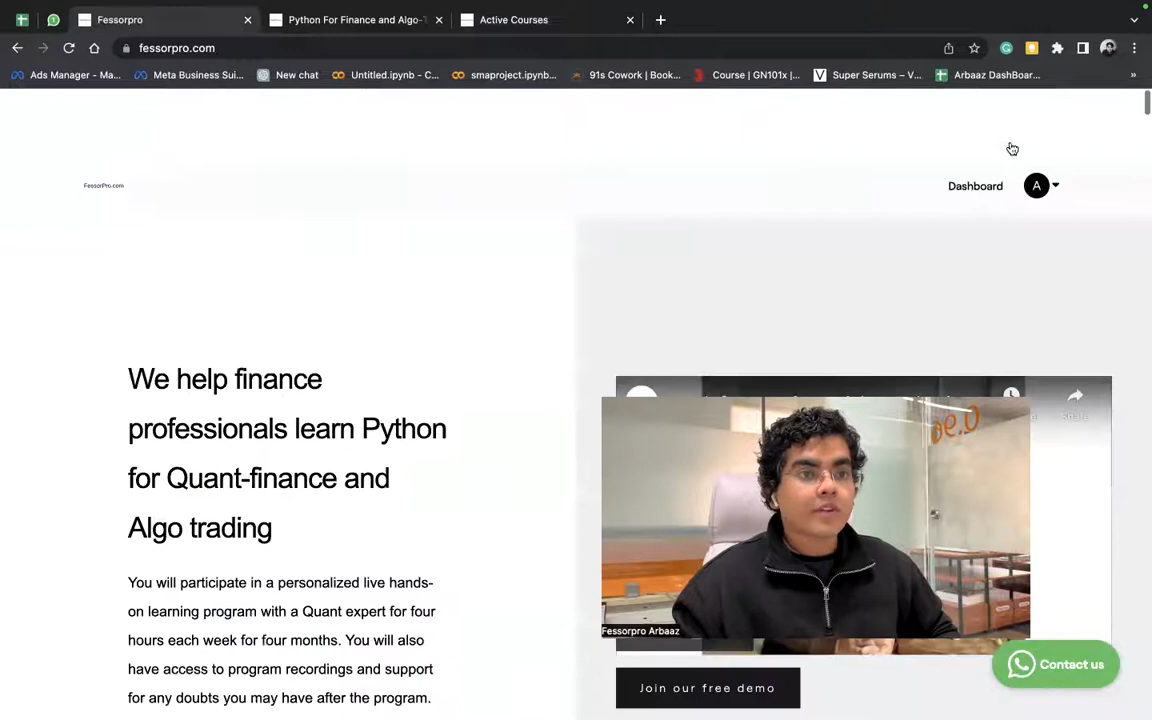 Fessorpro
Python For Finance and Algo-T
Active Courses
fessorpro.com
Ads Manager - Ma...
Meta Business Sui...
New chat
Untitled.ipynb - C...
smaproject.ipynb...
91s Cowork | Book...
Course | GN101x |...
Super Serums – V...
Arbaaz DashBoar...
»
FessorPro.com
Dashboard
A
We help finance
professionals learn Python
for Quant-finance and
Algo trading
You will participate in a personalized live hands-
on learning program with a Quant expert for four
hours each week for four months. You will also
have access to program recordings and support
for any doubts you may have after the program.
Share
Fessorpro Arbaaz
Join our free demo
Contact us